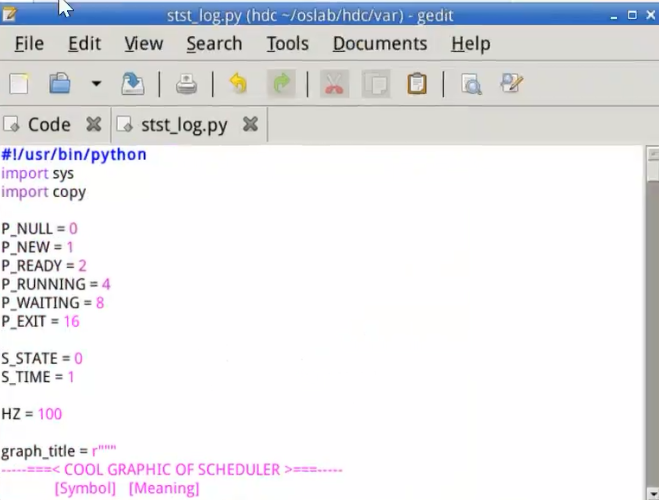 stst_log.py (hdc ~/oslab/hdc/var) - gedit
File Edit View Search Tools Documents Help
Code stst_log.py
#!/usr/bin/python
import sys
import copy
P_NULL = 0
P_NEW = 1
P_READY = 2
P_RUNNING = 4
P_WAITING = 8
P_EXIT = 16
S_STATE = 0
S_TIME = 1
HZ = 100
graph_title = r"""
-----===< COOL GRAPHIC OF SCHEDULER >===-----
[Symbol] [Meaning]